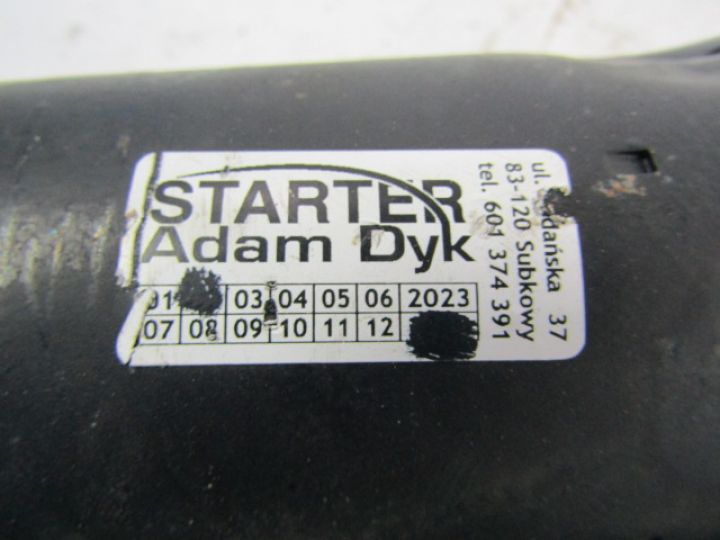 STARTER
Adam Dyk
01 03 04 05 06 2023
07 08 09 10 11 12
ul. 37
83-120 Subkowy
tel. 601 374 391